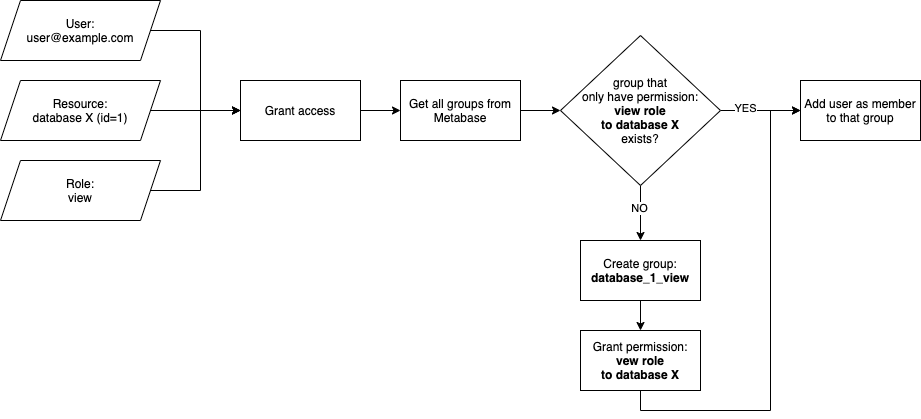 User:
user@example.com
Resource:
database X (id=1)
Role:
view
Grant access
Get all groups from
Metabase
group that
only have permission:
view role
to database X
exists?
YES
Add user as member
to that group
NO
Create group:
database_1_view
Grant permission:
vew role
to database X